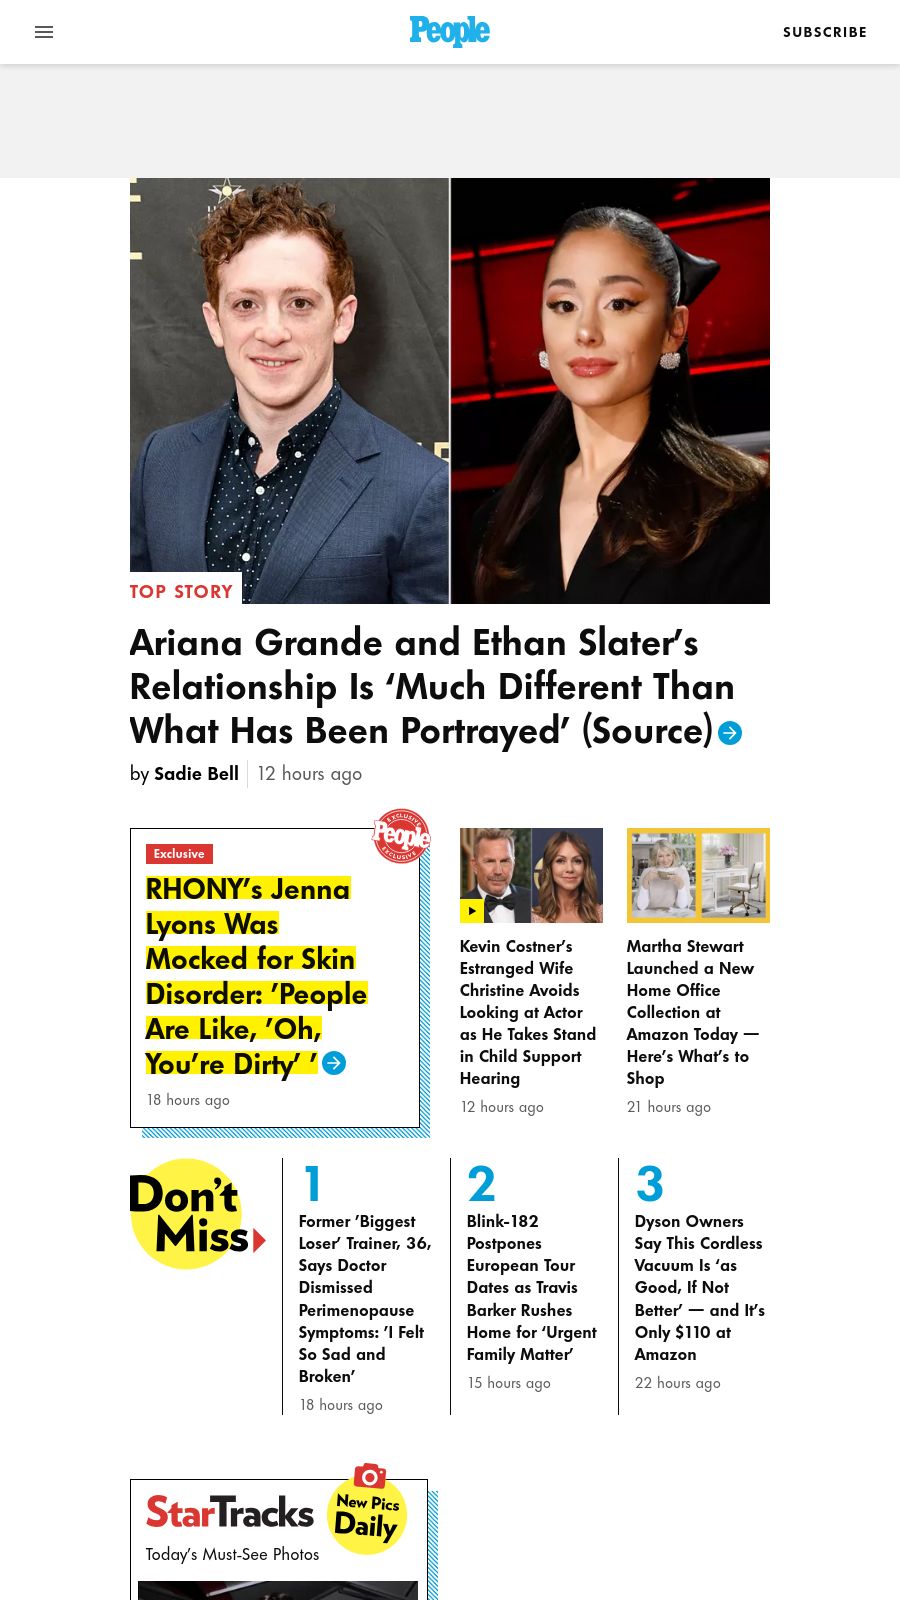 People
SUBSCRIBE
TOP STORY
Ariana Grande and Ethan Slater’s
Relationship Is ‘Much Different Than
What Has Been Portrayed’ (Source)
by Sadie Bell
12 hours ago
EXCLUSIVE
People
EXCLUSIVE
Exclusive
RHONY’s Jenna
Lyons Was
Mocked for Skin
Disorder: ’People
Are Like, ’Oh,
You’re Dirty’ ’
18 hours ago
Kevin Costner’s
Estranged Wife
Christine Avoids
Looking at Actor
as He Takes Stand
in Child Support
Hearing
12 hours ago
Martha Stewart
Launched a New
Home Office
Collection at
Amazon Today —
Here’s What’s to
Shop
21 hours ago
Don’t
Miss
1
Former ’Biggest
Loser’ Trainer, 36,
Says Doctor
Dismissed
Perimenopause
Symptoms: ’I Felt
So Sad and
Broken’
18 hours ago
2
Blink-182
Postpones
European Tour
Dates as Travis
Barker Rushes
Home for ‘Urgent
Family Matter’
15 hours ago
3
Dyson Owners
Say This Cordless
Vacuum Is ‘as
Good, If Not
Better’ — and It’s
Only $110 at
Amazon
22 hours ago
StarTracks
New Pics
Daily
Today’s Must-See Photos